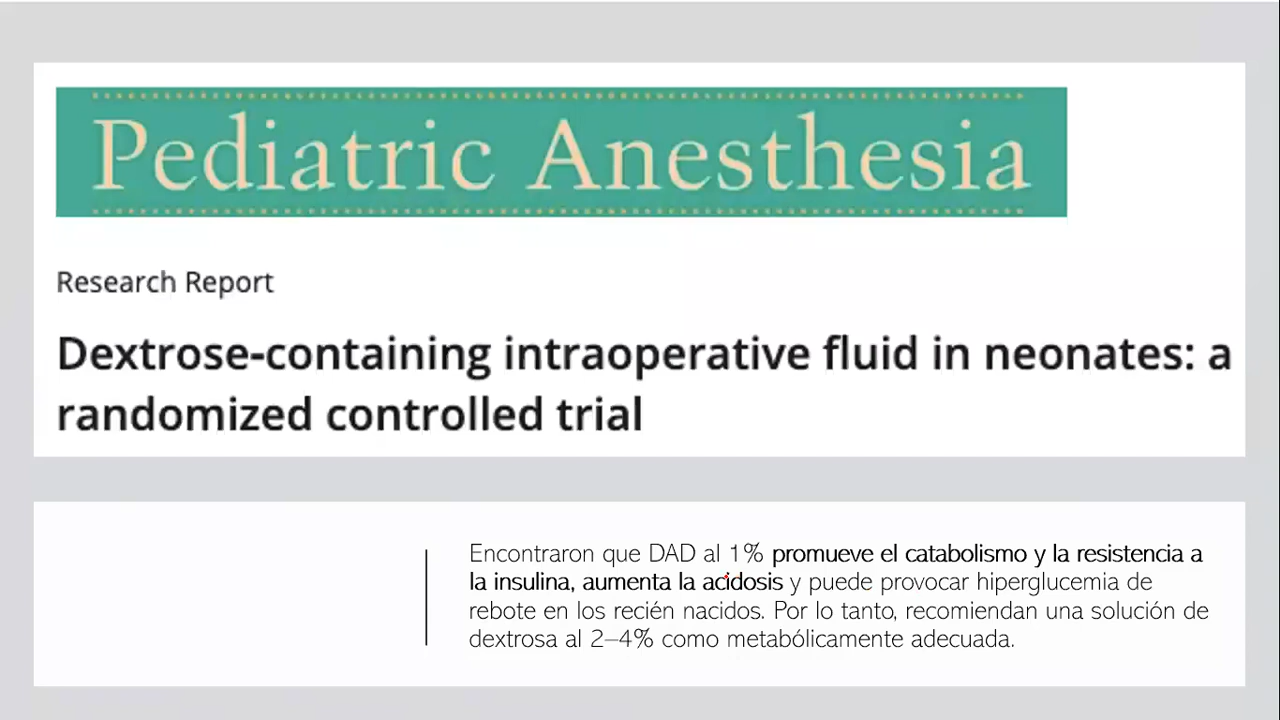 Pediatric Anesthesia
Research Report
Dextrose-containing intraoperative fluid in neonates: a
randomized controlled trial
Encontraron que DAD al 1% promueve el catabolismo y la resistencia a
la insulina, aumenta la acidosis y puede provocar hiperglucemia de
rebote en los recién nacidos. Por lo tanto, recomiendan una solución de
dextrosa al 2–4% como metabólicamente adecuada.